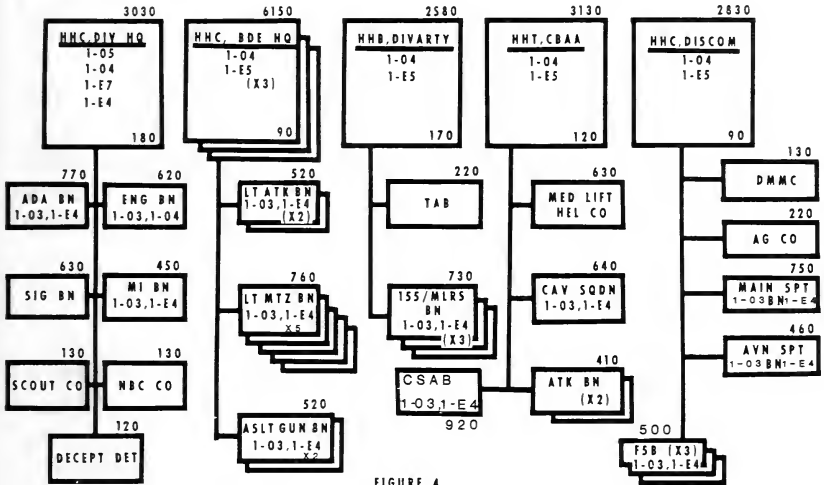 3030
HHC, DIV HQ
1-05
1-04
1-E7
1-E4
180
770
ADA BN
1-03,1-E4
620
ENG BN
1-03,1-04
630
SIG BN
450
MI BN
1-03,1-E4
130
SCOUT CO
130
NBC CO
120
DECEPT DET
6150
HHC, BDE HQ
1-04
1-E5
(X3)
90
520
LT ATK BN
1-03,1-E4
(X2)
760
LT MTZ BN
1-03,1-E4
X5
520
ASLT GUN BN
1-03,1-E4
X2
2580
HHB, DIVARTY
1-04
1-E5
170
220
TAB
730
155/MLRS
BN
1-03,1-E4
(X3)
3130
HHT, CBAA
1-04
1-E5
120
630
MED LIFT
HEL CO
640
CAV SQDN
1-03,1-E4
CSAB
1-03,1-E4
920
410
ATK BN
(X2)
2830
HHC, DISCOM
1-04
1-E5
90
130
DMMC
220
AG CO
750
MAIN SPT
1-03BN1-E4
460
AVN SPT
1-03BN1-E4
500
FSB (X3)
1-03,1-E4
FIGURE 4